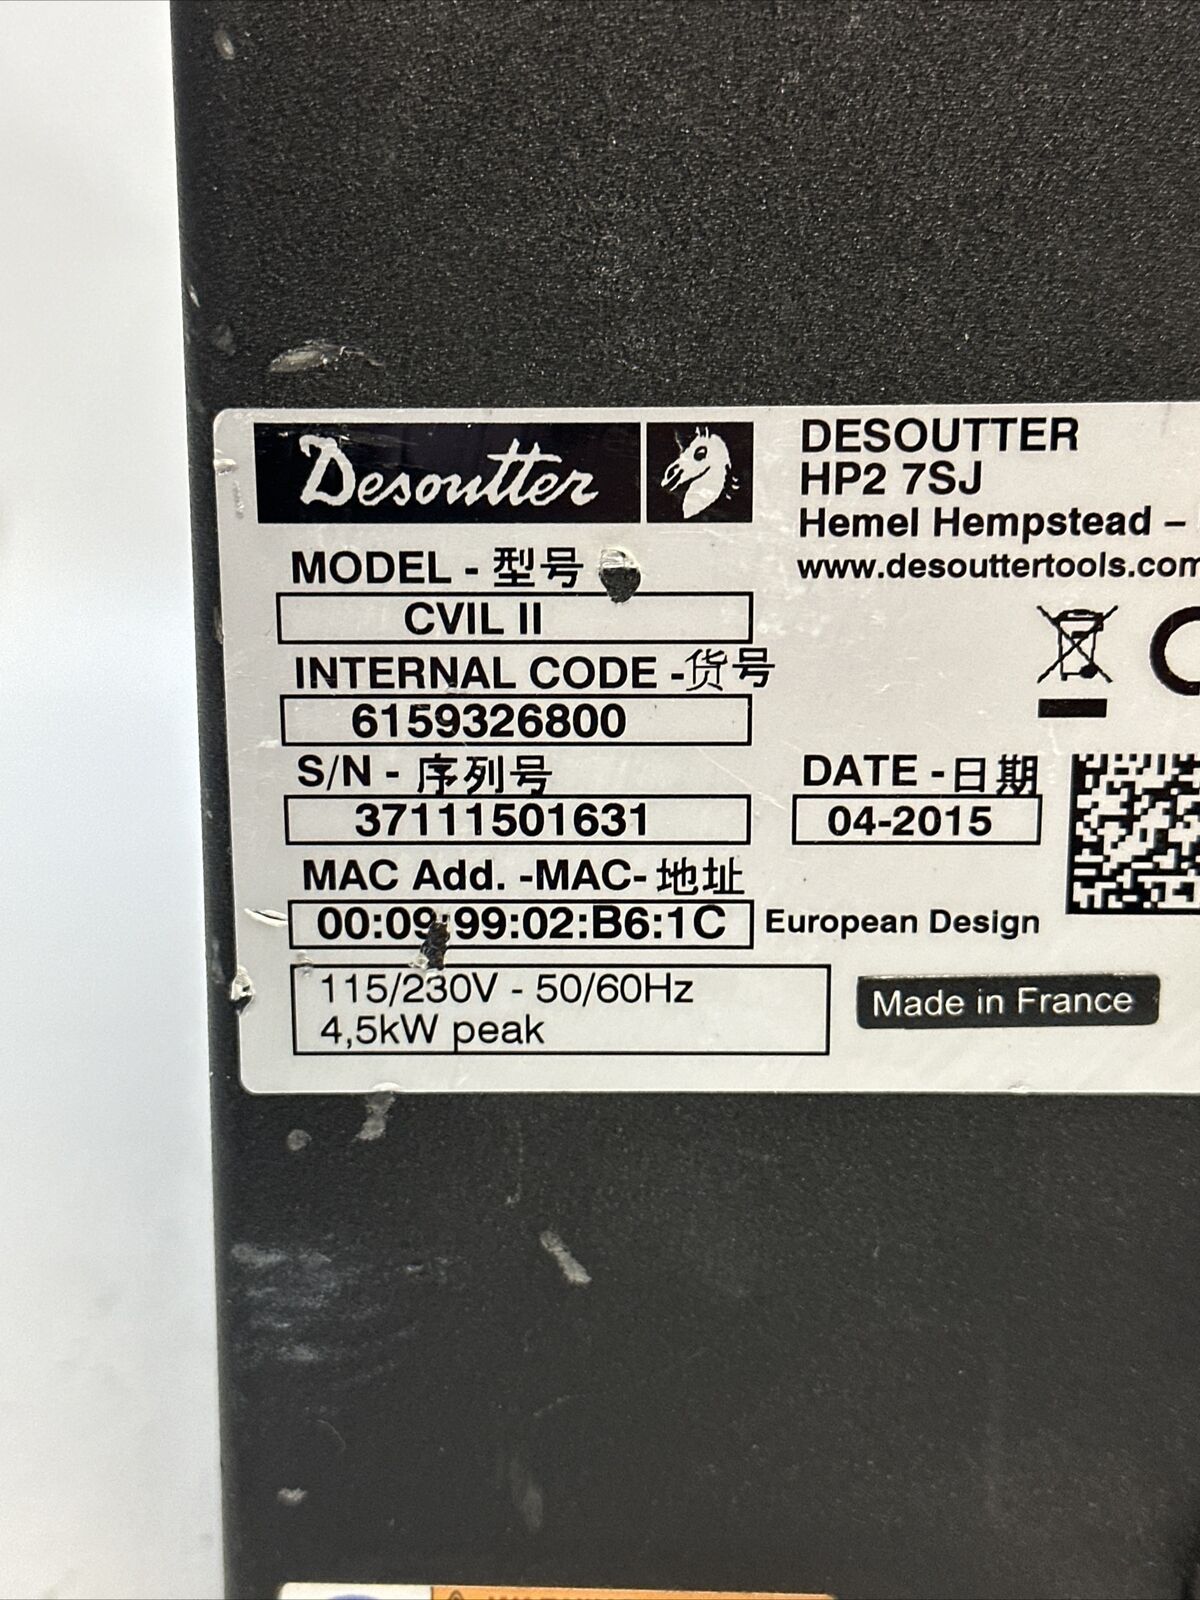 Desoutter
DESOUTTER
HP2 7SJ
Hemel Hempstead –
www.desouttertools.com
MODEL - 型号
CVIL II
INTERNAL CODE -货号
6159326800
S/N - 序列号
37111501631
DATE -日期
04-2015
MAC Add. -MAC-地址
00:09:99:02:B6:1C
European Design
115/230V - 50/60Hz
4,5kW peak
Made in France